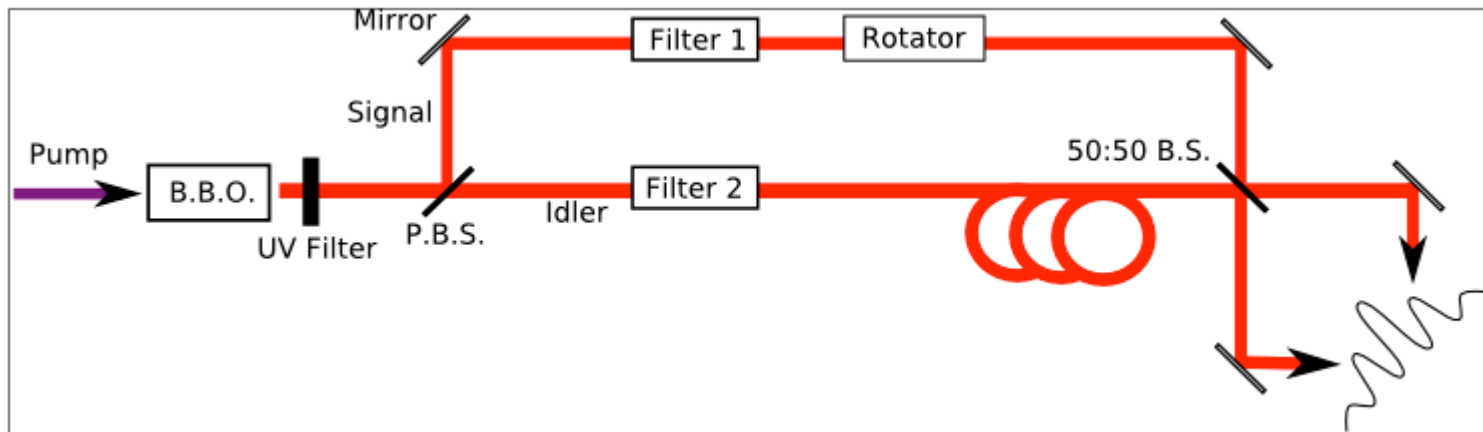 Mirror
Filter 1
Rotator
Signal
Pump
50:50 B.S.
B.B.O.
Filter 2
Idler
P.B.S.
UV Filter